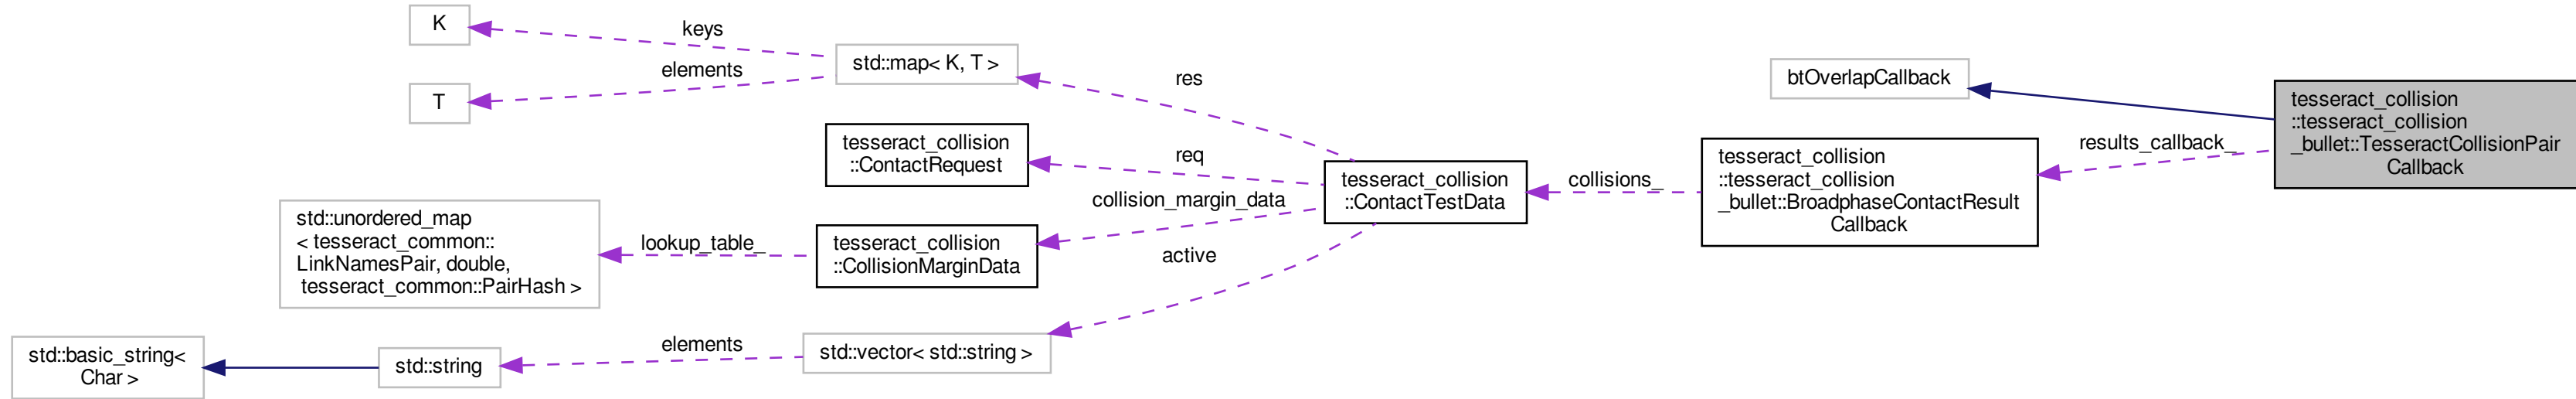 K
keys
T
elements
std::map< K, T >
res
tesseract_collision
::ContactRequest
req
std::unordered_map
< tesseract_common::
LinkNamesPair, double,
tesseract_common::PairHash >
lookup_table_
tesseract_collision
::CollisionMarginData
collision_margin_data
std::basic_string<
Char >
std::string
elements
std::vector< std::string >
active
tesseract_collision
::ContactTestData
collisions_
btOverlapCallback
tesseract_collision
::tesseract_collision
_bullet::BroadphaseContactResult
Callback
results_callback_
tesseract_collision
::tesseract_collision
_bullet::TesseractCollisionPair
Callback